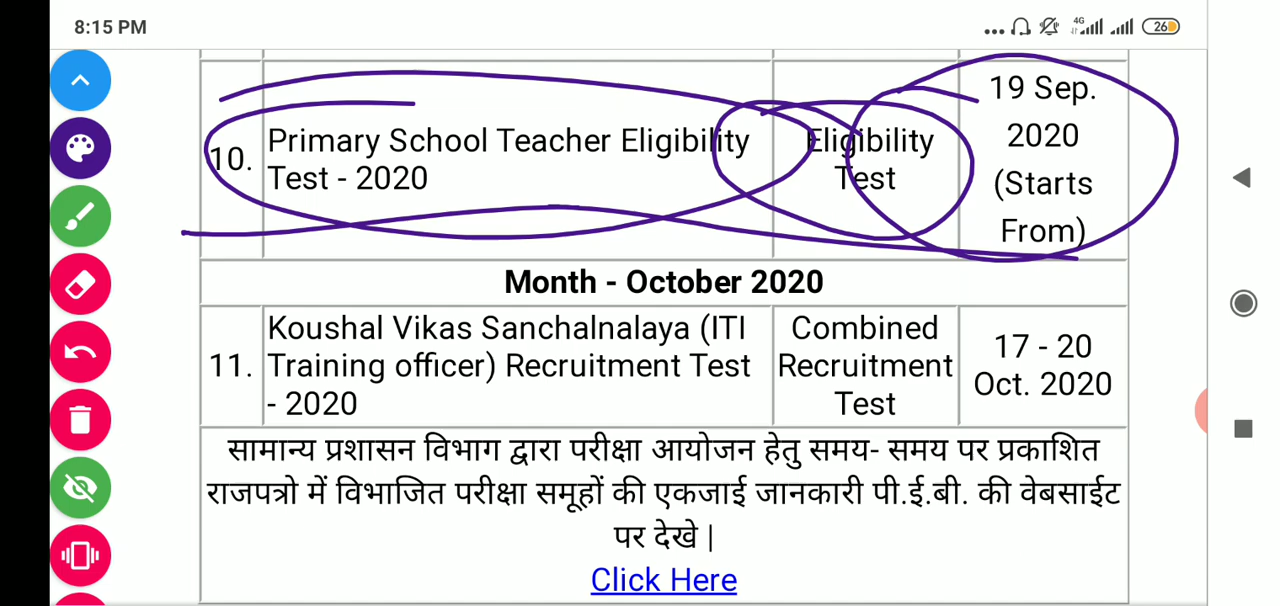 8:15 PM
4G
26
10. Primary School Teacher Eligibility Test - 2020
Eligibility Test
19 Sep. 2020 (Starts From)
Month - October 2020
11. Koushal Vikas Sanchalnalaya (ITI Training officer) Recruitment Test - 2020
Combined Recruitment Test
17 - 20 Oct. 2020
सामान्य प्रशासन विभाग द्वारा परीक्षा आयोजन हेतु समय- समय पर प्रकाशित
राजपत्रो में विभाजित परीक्षा समूहों की एकजाई जानकारी पी.ई.बी. की वेबसाईट
पर देखे |
Click Here